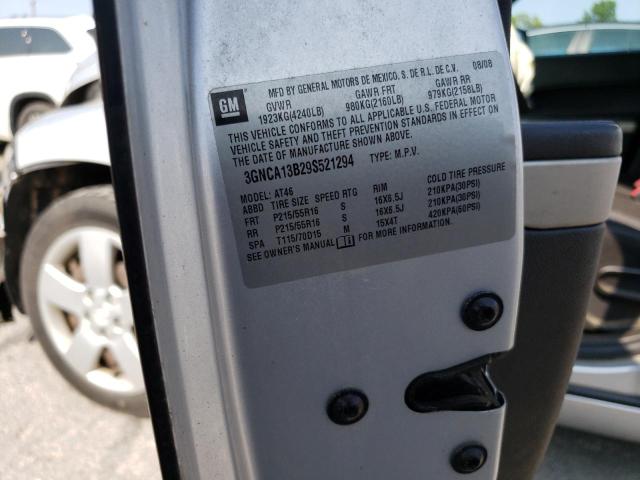 GM
MFD BY GENERAL MOTORS DE MEXICO, S. DE R.L. DE C.V. 08/08
GVWR GAWR FRT GAWR RR
1923KG(4240LB) 980KG(2160LB) 979KG(2158LB)
THIS VEHICLE CONFORMS TO ALL APPLICABLE U.S. FEDERAL MOTOR
VEHICLE SAFETY AND THEFT PREVENTION STANDARDS IN EFFECT ON
THE DATE OF MANUFACTURE SHOWN ABOVE.
3GNCA13B29S521294 TYPE: M.P.V.
MODEL: AT46
ABBD TIRE SIZE SPEED RTG RIM COLD TIRE PRESSURE
FRT P215/55R16 S 16X6.5J 210KPA(30PSI)
RR P215/55R16 S 16X6.5J 210KPA(30PSI)
SPA T115/70D15 M 15X4T 420KPA(60PSI)
SEE OWNER'S MANUAL FOR MORE INFORMATION.